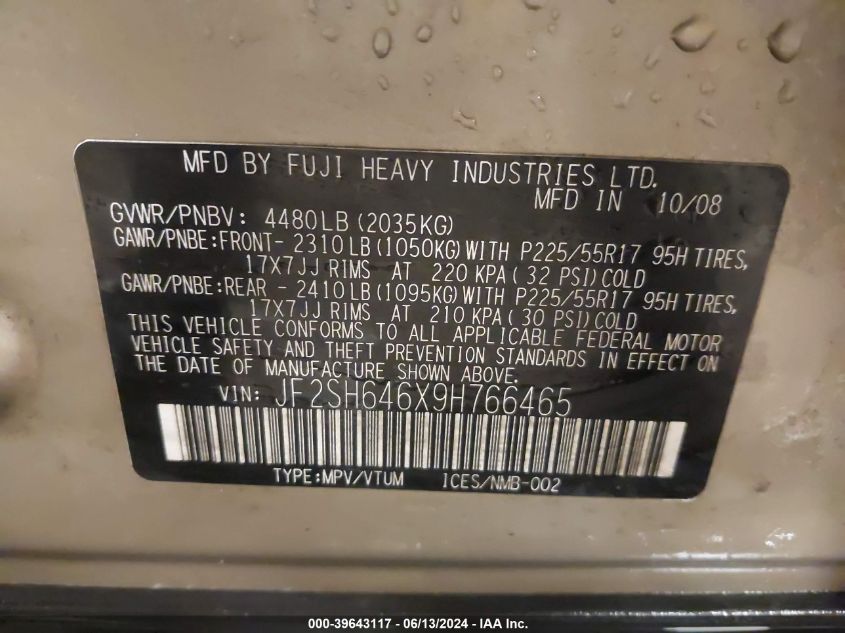 MFD BY FUJI HEAVY INDUSTRIES LTD.
MFD IN 10/08
GVWR/PNBV: 4480LB (2035KG)
GAWR/PNBE:FRONT- 2310LB (1050KG) WITH P225/55R17 95H TIRES,
17X7JJ RIMS AT 220 KPA( 32 PSI)COLD
GAWR/PNBE:REAR - 2410LB (1095KG) WITH P225/55R17 95H TIRES,
17X7JJ RIMS AT 210 KPA( 30 PSI)COLD
THIS VEHICLE CONFORMS TO ALL APPLICABLE FEDERAL MOTOR
VEHICLE SAFETY AND THEFT PREVENTION STANDARDS IN EFFECT ON
THE DATE OF MANUFACTURE SHOWN ABOVE.
VIN: JF2SH646X9H766465
TYPE:MPV/VTUM ICES/NMB-002
000-39643117 - 06/13/2024 - IAA Inc.